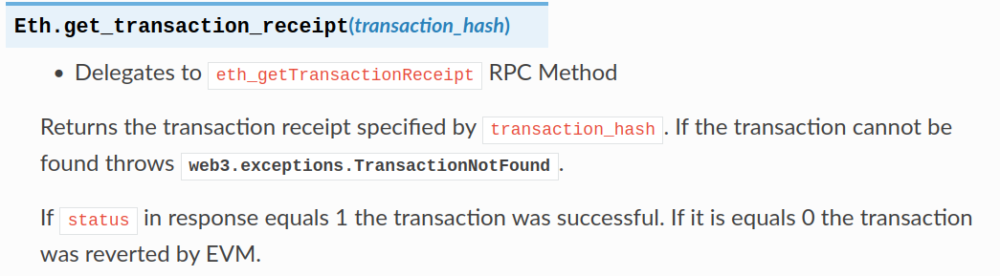 Eth.get_transaction_receipt(transaction_hash)
• Delegates to eth_getTransactionReceipt RPC Method
Returns the transaction receipt specified by transaction_hash. If the transaction cannot be
found throws web3.exceptions.TransactionNotFound.
If status in response equals 1 the transaction was successful. If it is equals 0 the transaction
was reverted by EVM.